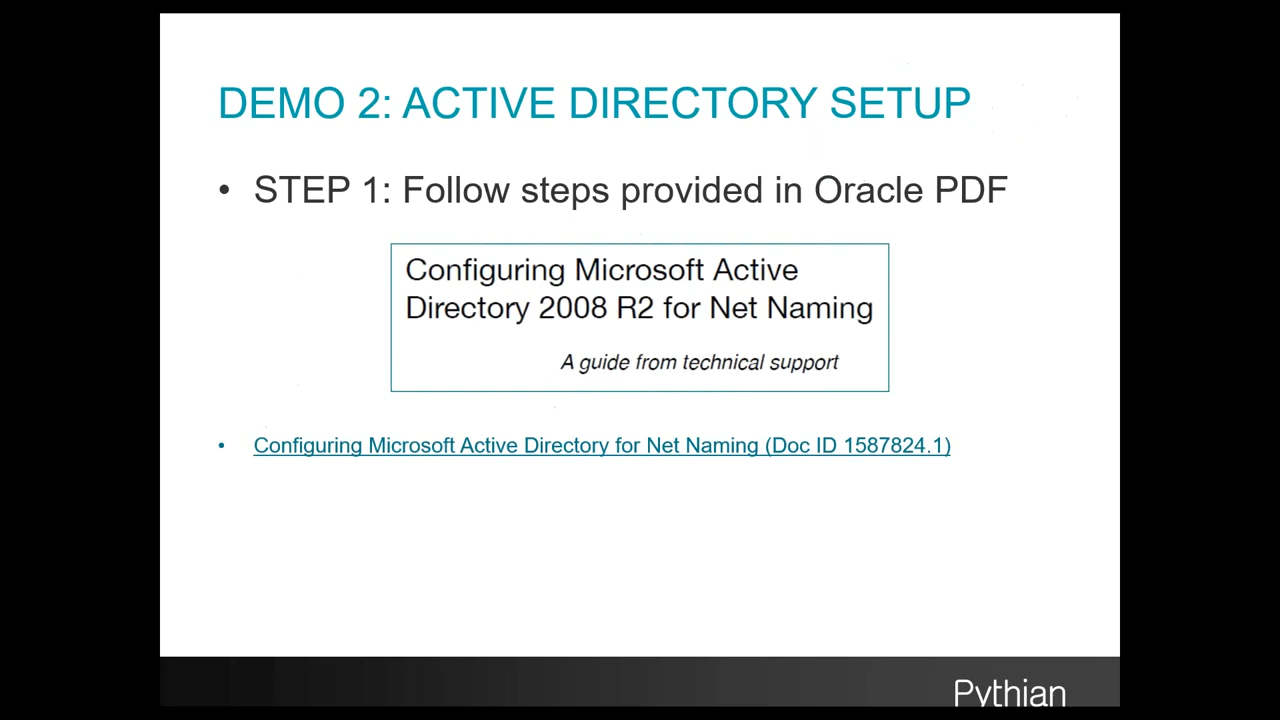 DEMO 2: ACTIVE DIRECTORY SETUP
• STEP 1: Follow steps provided in Oracle PDF
Configuring Microsoft Active
Directory 2008 R2 for Net Naming
A guide from technical support
• Configuring Microsoft Active Directory for Net Naming (Doc ID 1587824.1)
Pythian